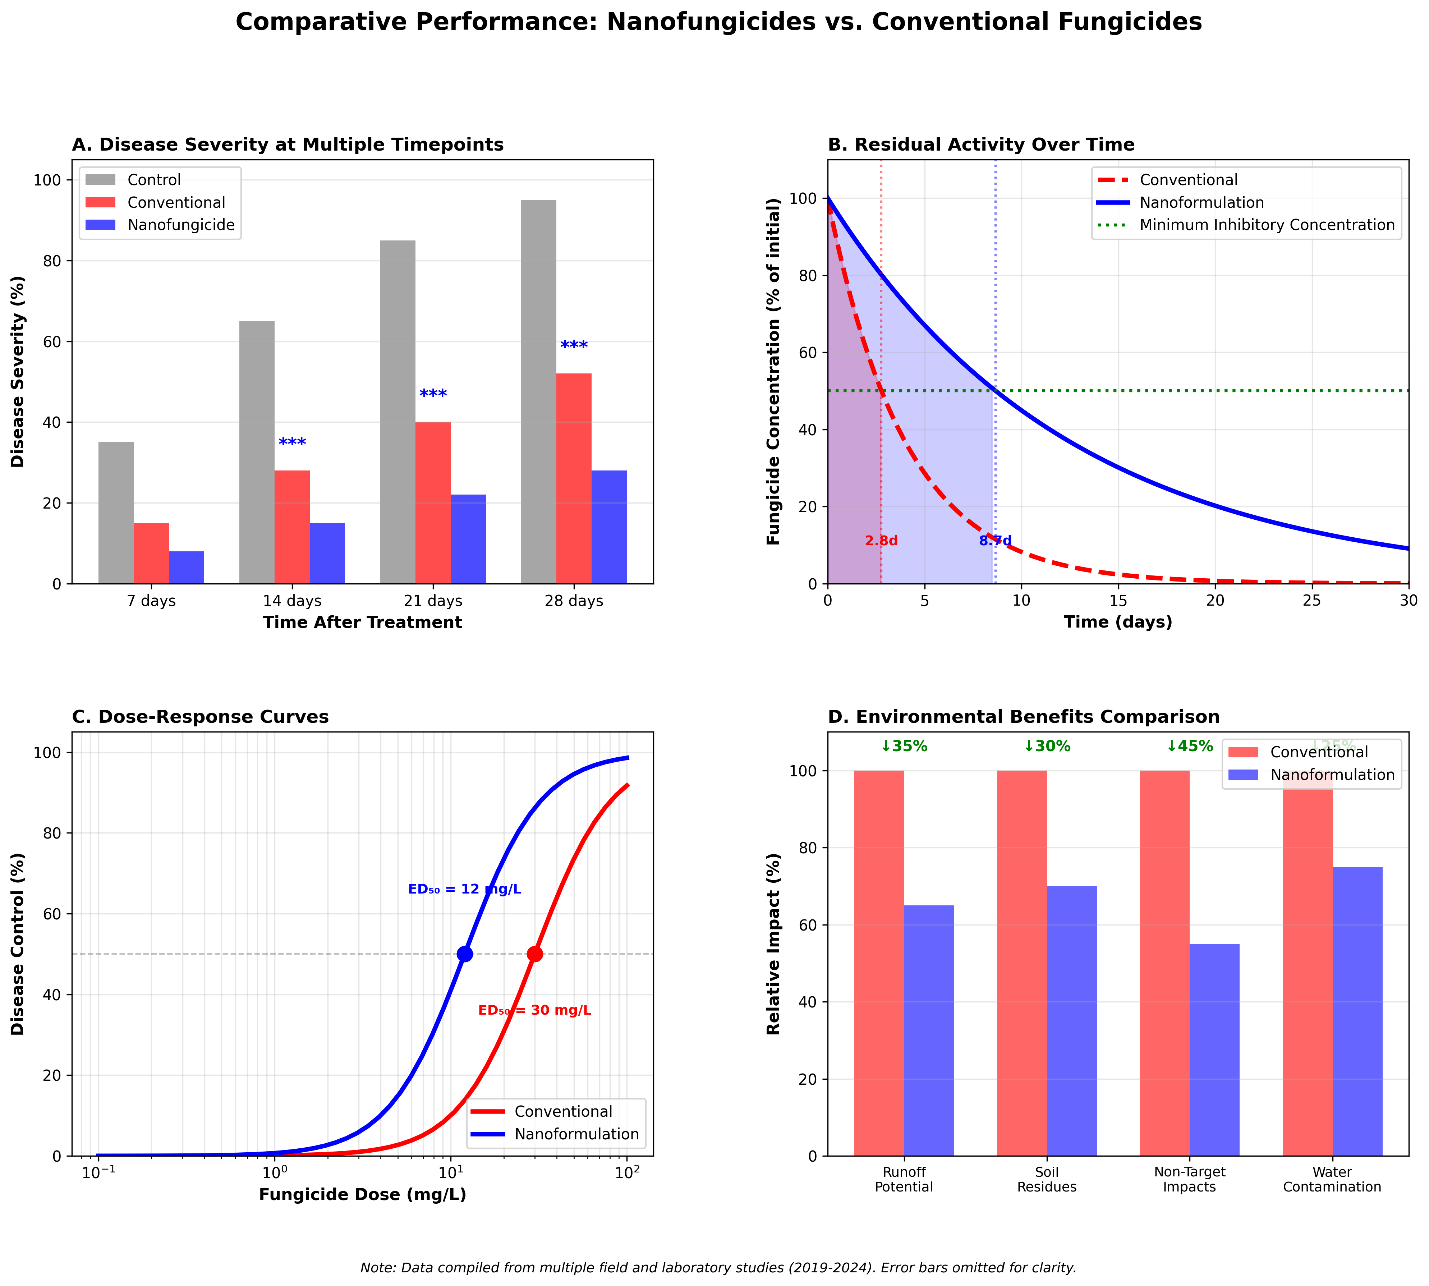 Comparative Performance: Nanofungicides vs. Conventional Fungicides
A. Disease Severity at Multiple Timepoints
Disease Severity (%)
100
80
60
40
20
0
Control
Conventional
Nanofungicide
***
***
***
7 days
14 days
21 days
28 days
Time After Treatment
B. Residual Activity Over Time
Fungicide Concentration (% of initial)
100
80
60
40
20
0
Conventional
Nanoformulation
Minimum Inhibitory Concentration
2.8d
8.7d
0
5
10
15
20
25
30
Time (days)
C. Dose-Response Curves
Disease Control (%)
100
80
60
40
20
0
ED₅₀ = 12 mg/L
ED₅₀ = 30 mg/L
Conventional
Nanoformulation
10⁻¹
10⁰
10¹
10²
Fungicide Dose (mg/L)
D. Environmental Benefits Comparison
Relative Impact (%)
100
80
60
40
20
0
↓35%
↓30%
↓45%
↓25%
Conventional
Nanoformulation
Runoff
Potential
Soil
Residues
Non-Target
Impacts
Water
Contamination
Note: Data compiled from multiple field and laboratory studies (2019-2024). Error bars omitted for clarity.